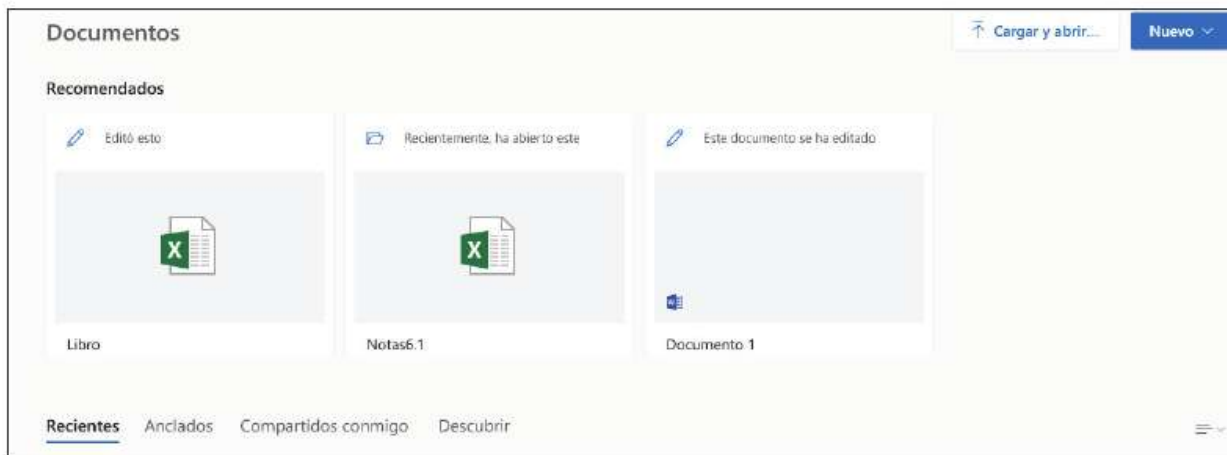 Documentos
Cargar y abrir...
Nuevo
Recomendados
Editó esto
Recientemente, ha abierto este
Este documento se ha editado
X
X
W
Libro
Notas6.1
Documento 1
Recientes Anclados Compartidos conmigo Descubrir